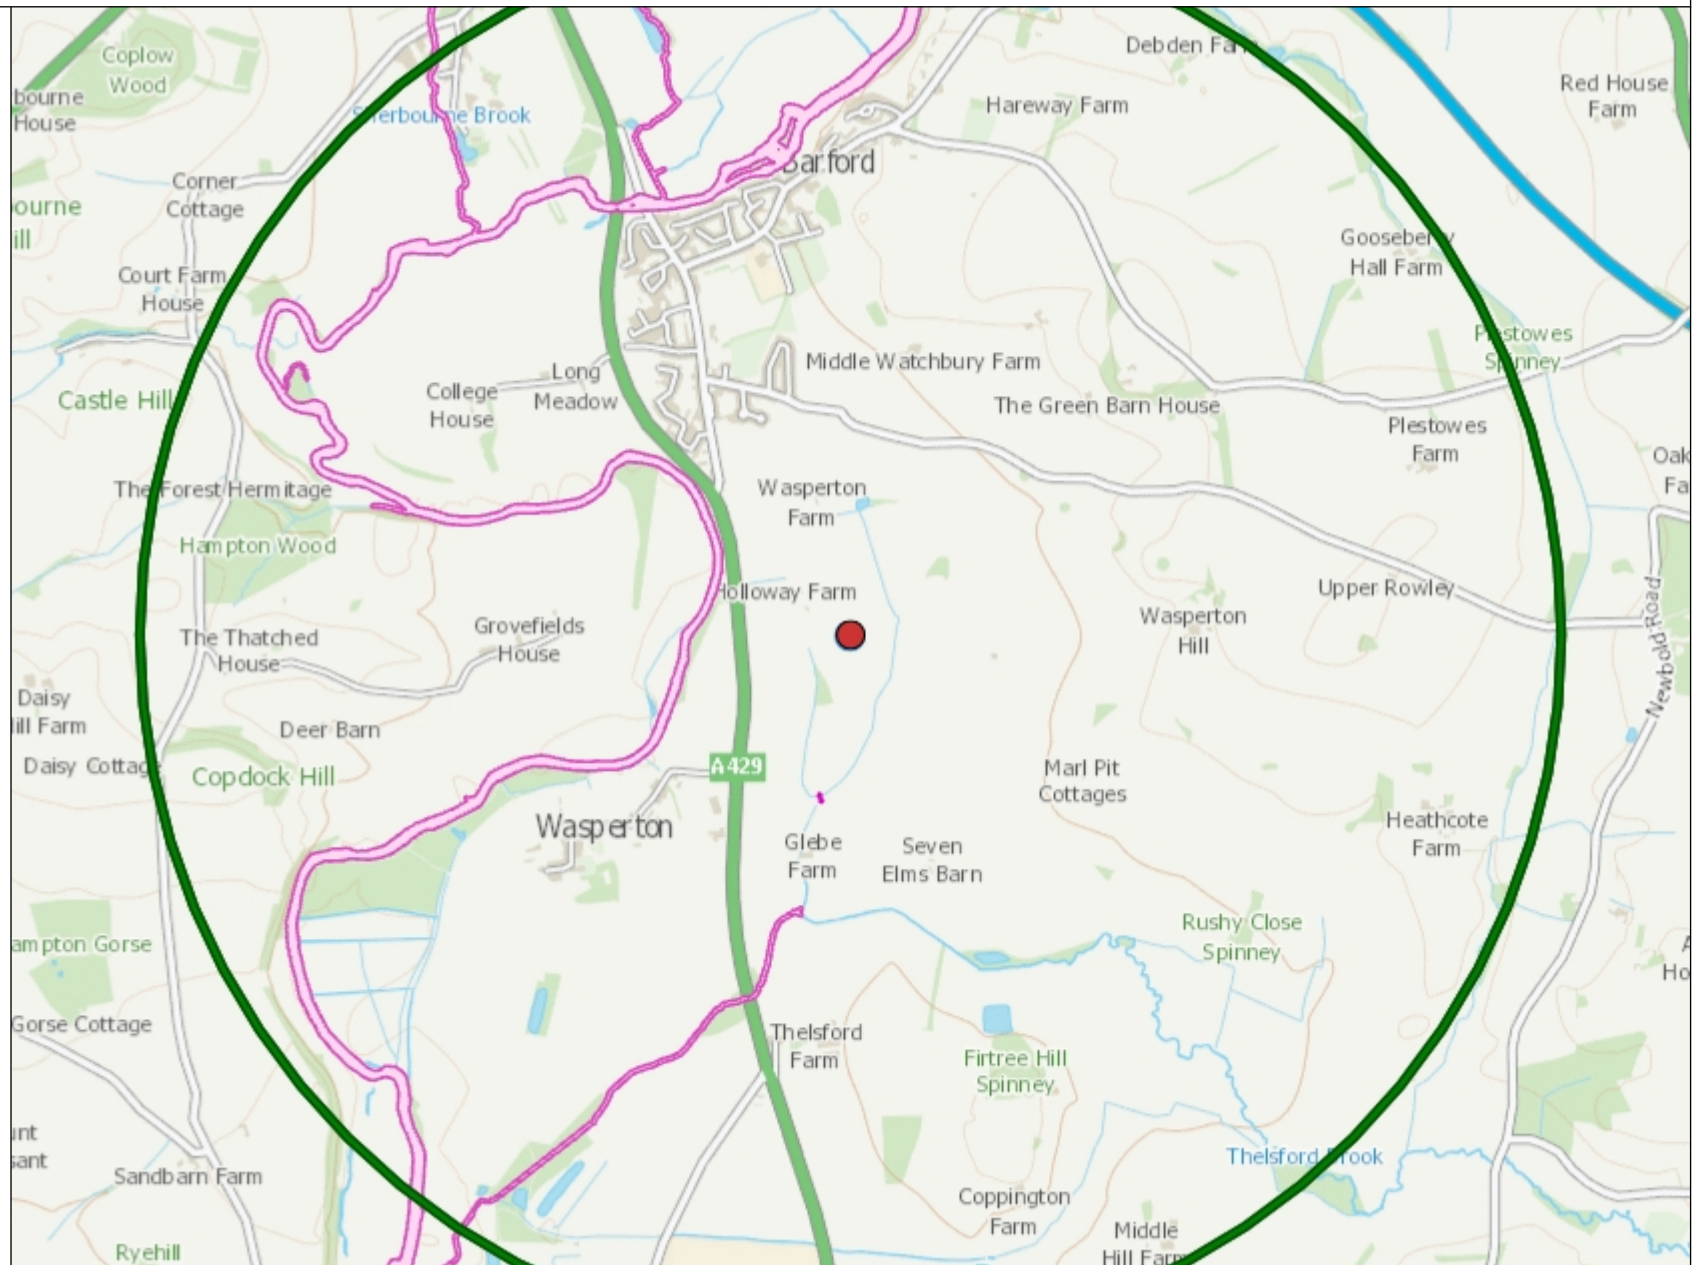 Debden Farm
Coplow
Wood
Red House
Farm
bourne
House
Hareway Farm
Sherbourne Brook
Barford
Corner
Cottage
ourne
ill
Gooseberry
Hall Farm
Court Farm
House
Plestowes
Spinney
Middle Watchbury Farm
Long
Meadow
College
House
Castle Hill
The Green Barn House
Plestowes
Farm
Oak
Fa
The Forest Hermitage
Wasperton
Farm
Hampton Wood
Holloway Farm
Upper Rowley
Newbold Road
Wasperton
Hill
Grovefields
House
The Thatched
House
Daisy
ill Farm
Deer Barn
Daisy Cottage
Copdock Hill
A 429
Marl Pit
Cottages
Wasperton
Heathcote
Farm
Glebe
Farm
Seven
Elms Barn
Rushy Close
Spinney
ampton Gorse
A
Ho
Gorse Cottage
Thelsford
Farm
Firtree Hill
Spinney
unt
sant
Thelsford Brook
Sandbarn Farm
Coppington
Farm
Middle
Hill Farm
Ryehill